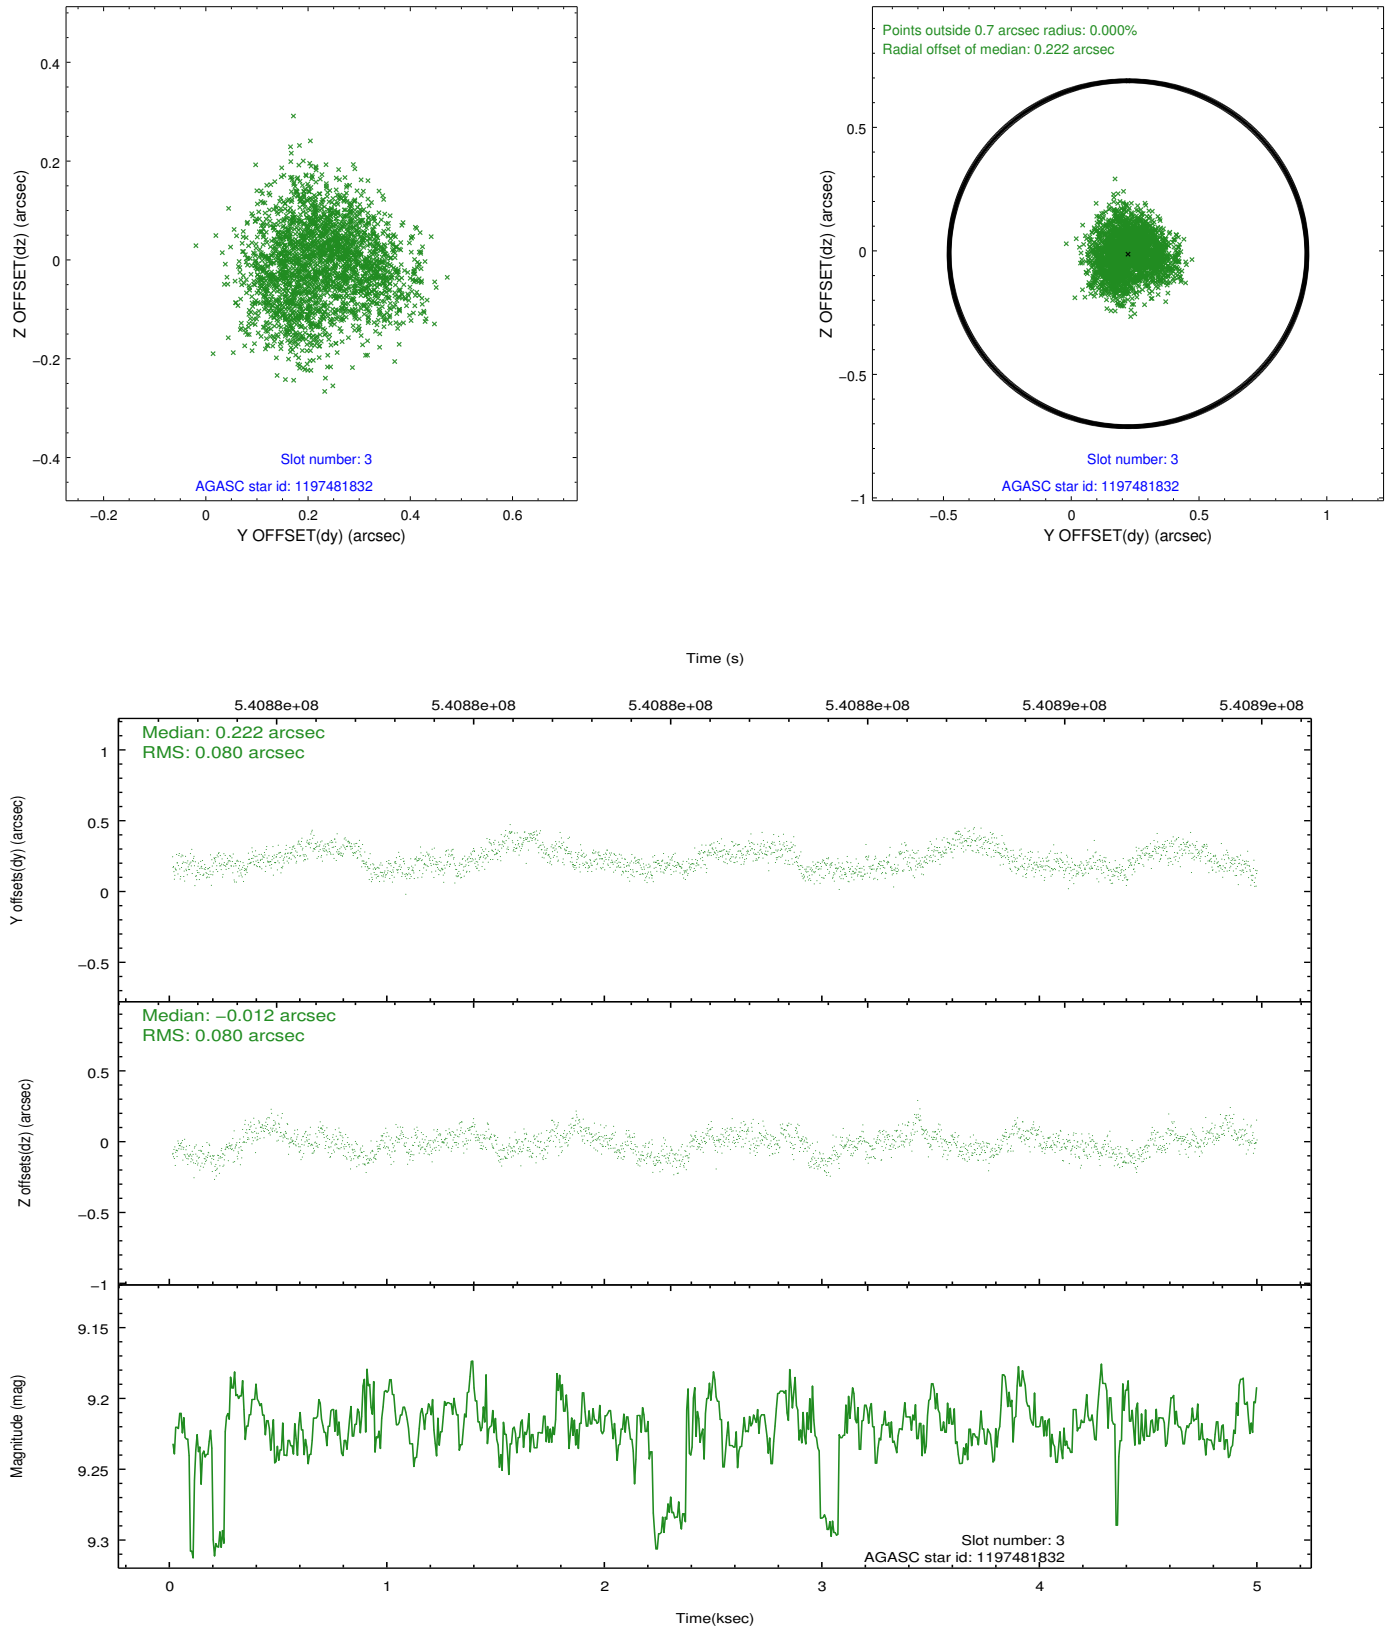 0.4
0.2
0
−0.2
−0.4
Z OFFSET(dz) (arcsec)
Slot number: 3
AGASC star id: 1197481832
−0.2
0
0.2
0.4
0.6
Y OFFSET(dy) (arcsec)
Points outside 0.7 arcsec radius: 0.000%
Radial offset of median: 0.222 arcsec
0.5
0
−0.5
−1
Z OFFSET(dz) (arcsec)
Slot number: 3
AGASC star id: 1197481832
−0.5
0
0.5
1
Y OFFSET(dy) (arcsec)
Time (s)
5.4088e+08
5.4088e+08
5.4088e+08
5.4088e+08
5.4089e+08
5.4089e+08
Median: 0.222 arcsec
RMS: 0.080 arcsec
1
0.5
0
−0.5
Y offsets(dy) (arcsec)
Median: −0.012 arcsec
RMS: 0.080 arcsec
0.5
0
−0.5
−1
Z offsets(dz) (arcsec)
9.15
9.2
9.25
9.3
Magnitude (mag)
Slot number: 3
AGASC star id: 1197481832
0
1
2
3
4
5
Time(ksec)